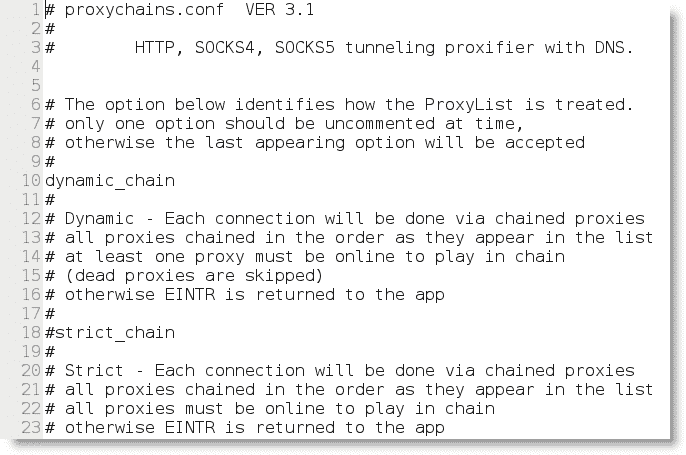 1# proxychains.conf  VER 3.1
2#
3#        HTTP, SOCKS4, SOCKS5 tunneling proxifier with DNS.
4
5
6# The option below identifies how the ProxyList is treated.
7# only one option should be uncommented at time,
8# otherwise the last appearing option will be accepted
9#
10dynamic_chain
11#
12# Dynamic - Each connection will be done via chained proxies
13# all proxies chained in the order as they appear in the list
14# at least one proxy must be online to play in chain
15# (dead proxies are skipped)
16# otherwise EINTR is returned to the app
17#
18#strict_chain
19#
20# Strict - Each connection will be done via chained proxies
21# all proxies chained in the order as they appear in the list
22# all proxies must be online to play in chain
23# otherwise EINTR is returned to the app